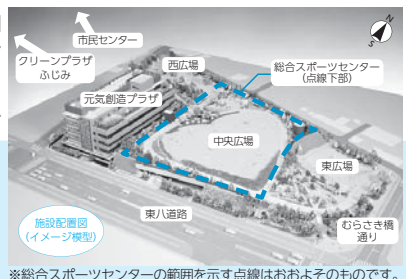 市民センター
クリーンプラザ
ふじみ
西広場
総合スポーツセンター
(点線下部)
N
S
元気創造プラザ
中央広場
東広場
東八道路
施設配置図
(イメージ模型)
むらさき橋
通り
※総合スポーツセンターの範囲を示す点線はおおよそのものです。